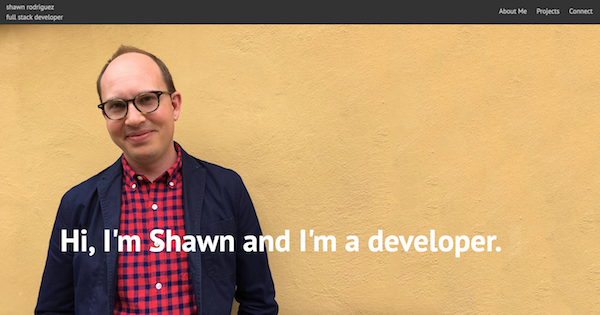 shawn rodriguez
full stack developer
About Me Projects Connect
Hi, I'm Shawn and I'm a developer.